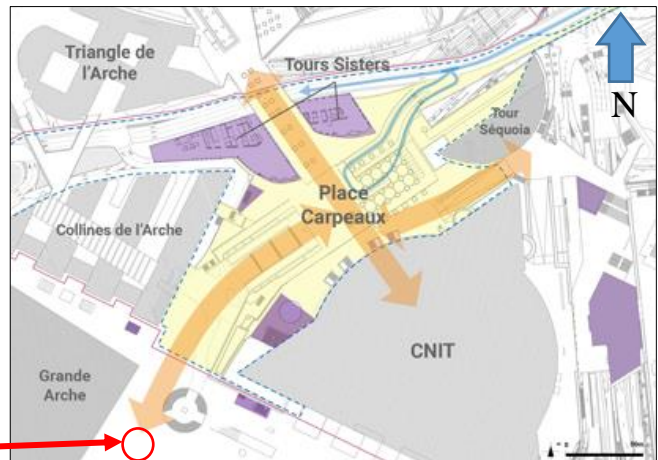 Triangle de
l'Arche
Tours Sisters
N
Tour
Séquoia
Place
Carpeaux
Collines de l'Arche
CNIT
Grande
Arche